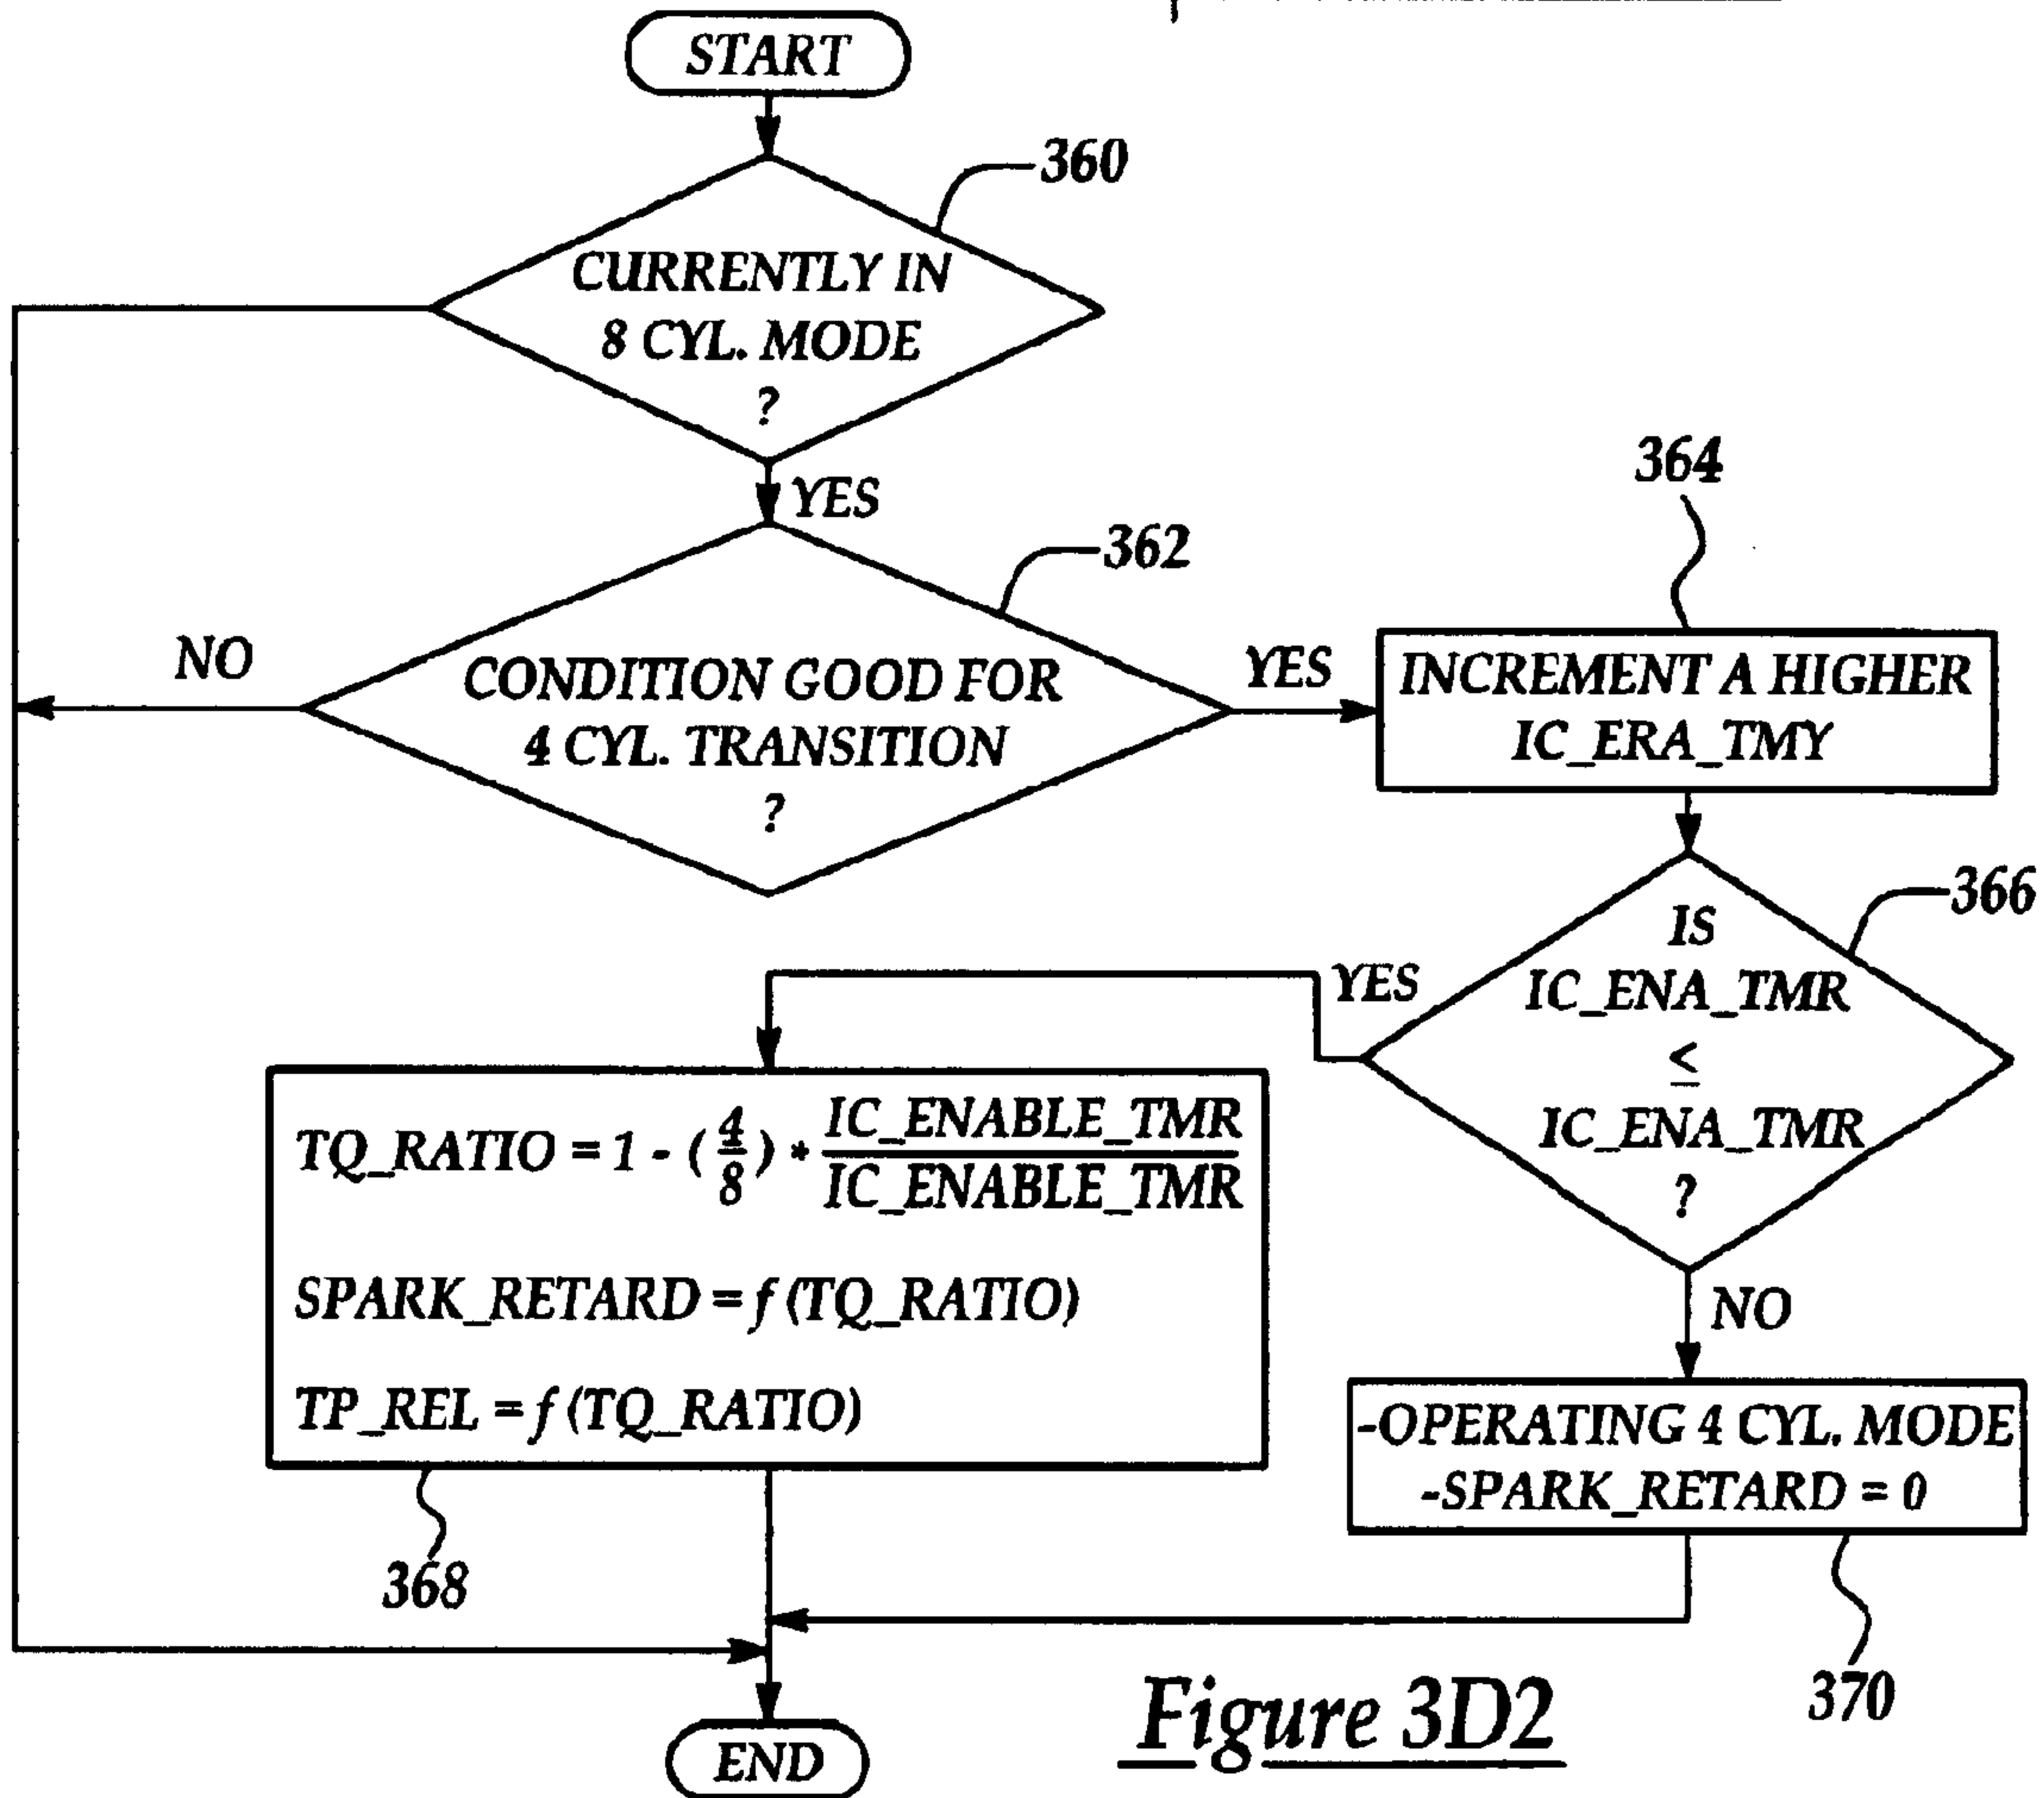 START
360
CURRENTLY IN
8 CYL. MODE
?
YES
362
364
NO
CONDITION GOOD FOR
4 CYL. TRANSITION
?
YES
INCREMENT A HIGHER
IC_ERA_TMY
366
IS
IC_ENA_TMR
≤
IC_ENA_TMR
?
YES
TQ_RATIO = 1 - (4/8) * IC_ENABLE_TMR/IC_ENABLE_TMR
SPARK_RETARD = f (TQ_RATIO)
TP_REL = f (TQ_RATIO)
NO
-OPERATING 4 CYL. MODE
-SPARK_RETARD = 0
368
370
END
Figure 3D2